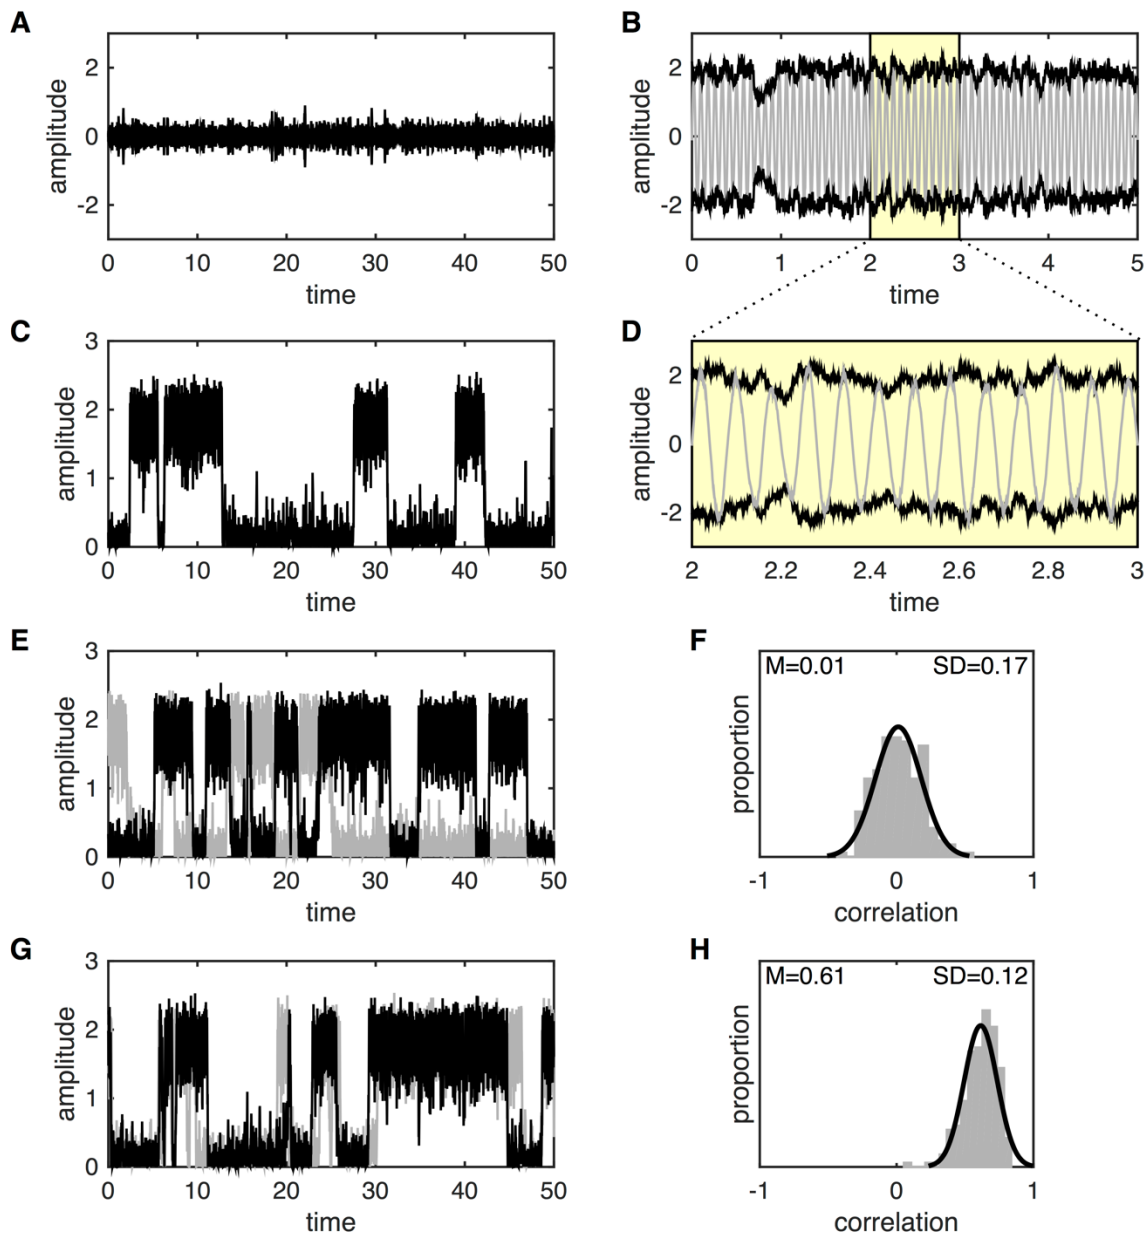 A
amplitude
2
0
-2
0 10 20 30 40 50
time
B
amplitude
2
0
-2
0 1 2 3 4 5
time
C
amplitude
3
2
1
0
0 10 20 30 40 50
time
D
amplitude
2
0
-2
2 2.2 2.4 2.6 2.8 3
time
E
amplitude
3
2
1
0
0 10 20 30 40 50
time
F
M=0.01 SD=0.17
proportion
-1 0 1
correlation
G
amplitude
3
2
1
0
0 10 20 30 40 50
time
H
M=0.61 SD=0.12
proportion
-1 0 1
correlation